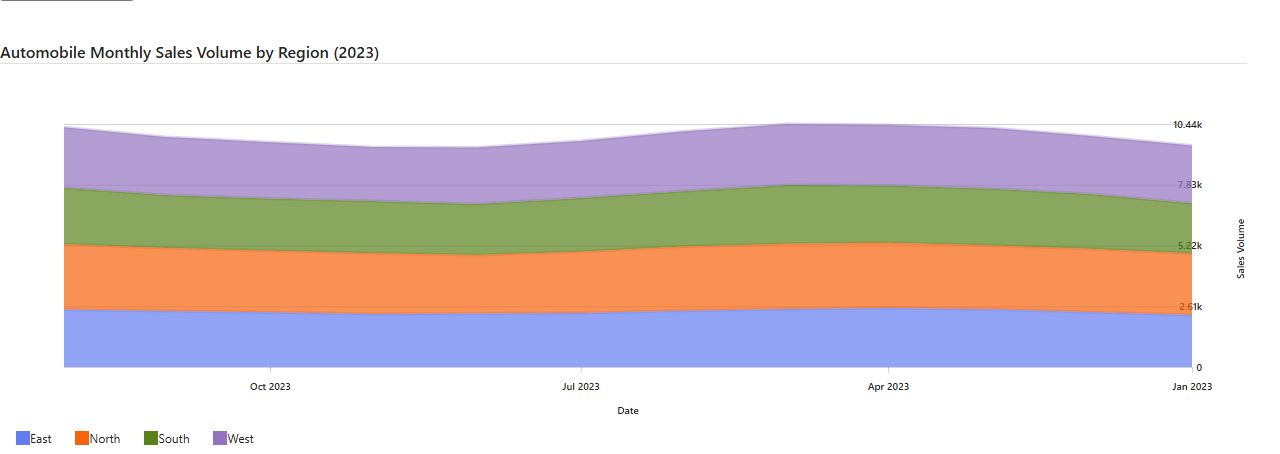 Automobile Monthly Sales Volume by Region (2023)
10.44k
7.83k
5.22k
2.61k
0
Sales Volume
Oct 2023 Jul 2023 Apr 2023 Jan 2023
Date
East North South West